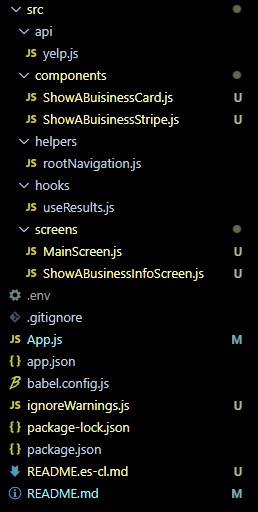 src
api
JS yelp.js
components
JS ShowABuisinessCard.js U
JS ShowABuisinessStripe.js U
helpers
JS rootNavigation.js
hooks
JS useResults.js
screens
JS MainScreen.js U
JS ShowABusinessInfoScreen.js U
.env
.gitignore
JS App.js M
{} app.json
B babel.config.js
JS ignoreWarnings.js U
{} package-lock.json
{} package.json
README.es-cl.md U
README.md M